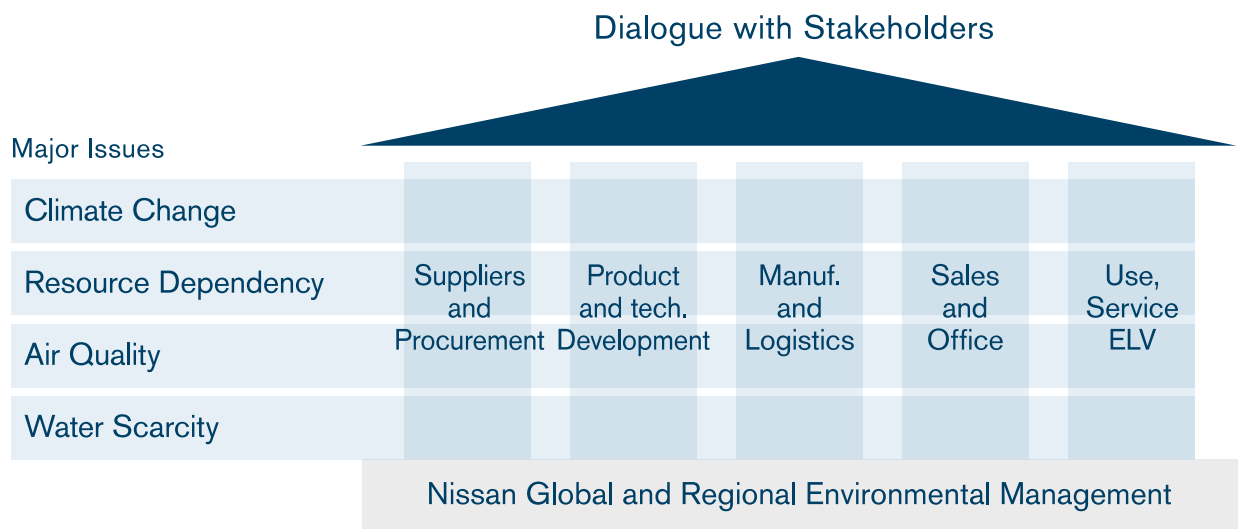 Dialogue with Stakeholders
Major Issues
Climate Change
Resource Dependency
Air Quality
Water Scarcity
Suppliers
and
Procurement
Product
and tech.
Development
Manuf.
and
Logistics
Sales
and
Office
Use,
Service
ELV
Nissan Global and Regional Environmental Management